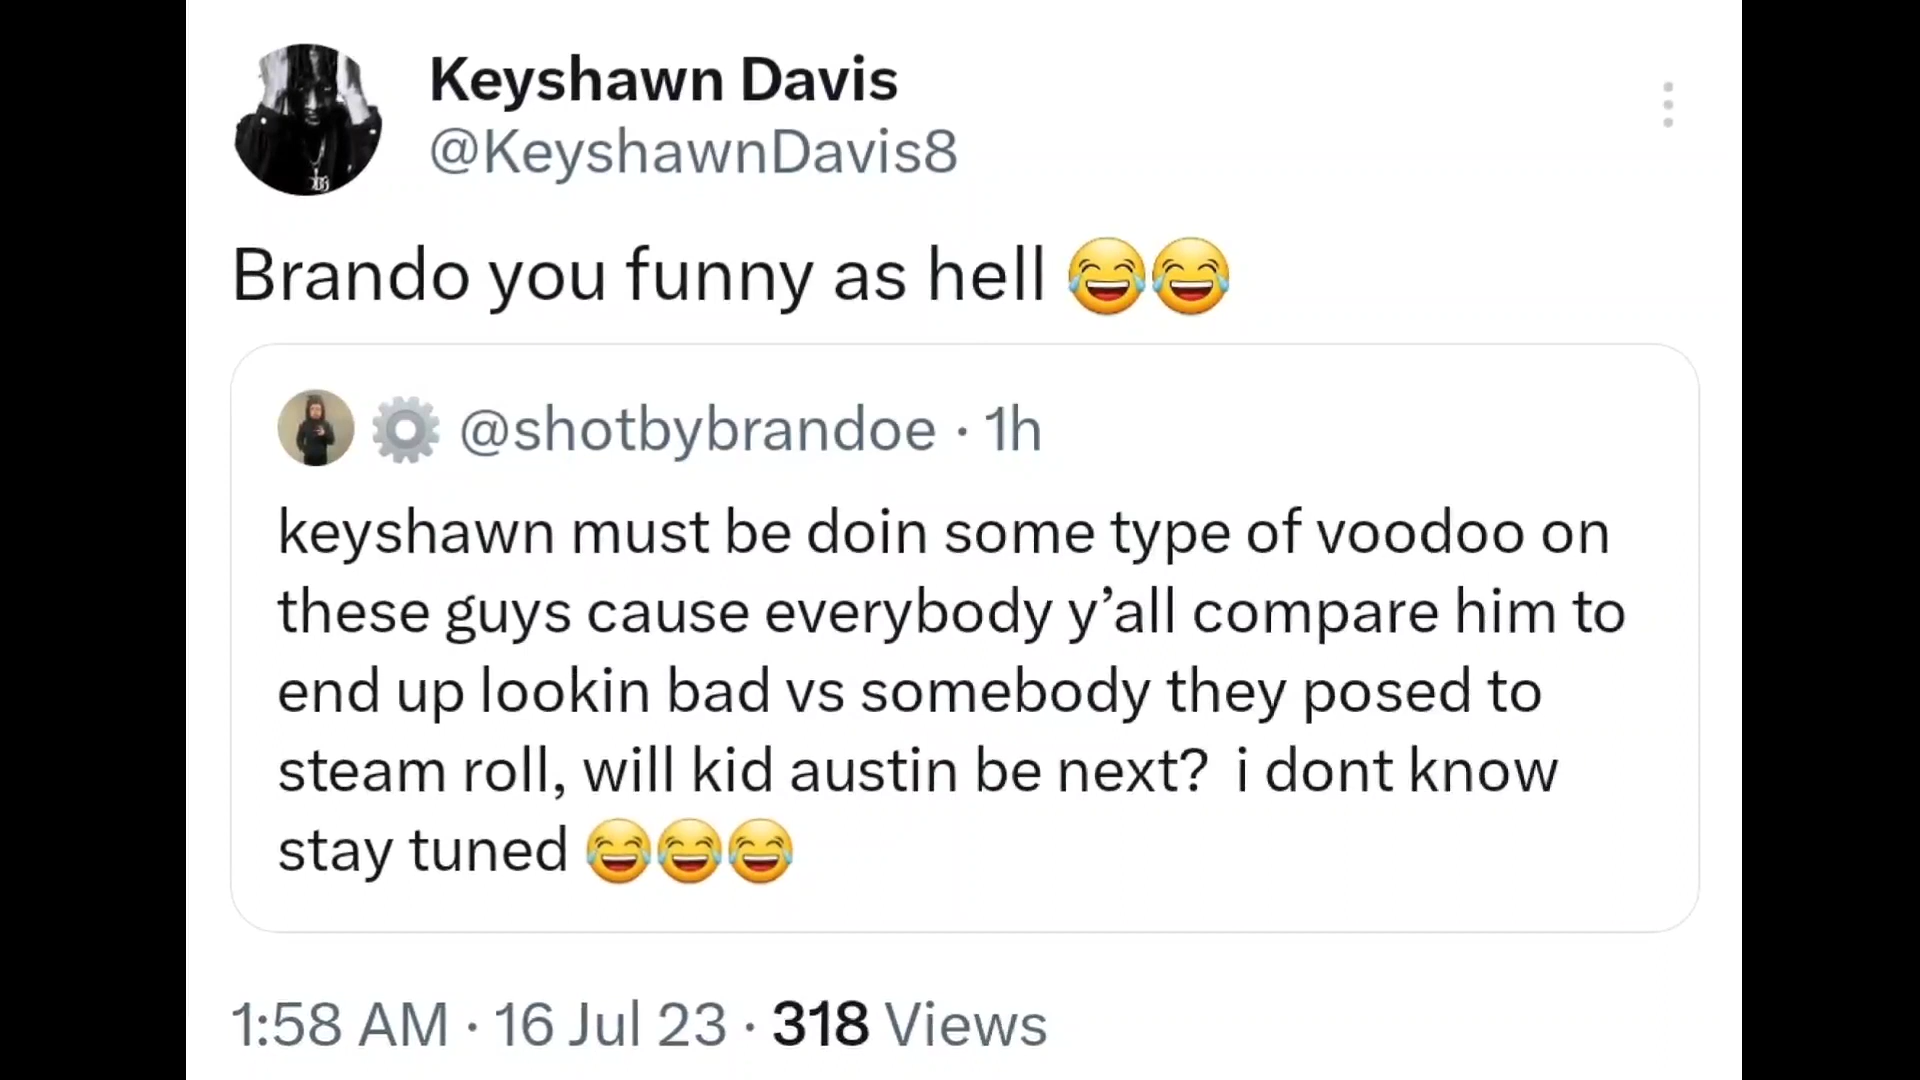 Keyshawn Davis
@KeyshawnDavis8
Brando you funny as hell 😂😂
⚙️ @shotbybrandoe · 1h
keyshawn must be doin some type of voodoo on
these guys cause everybody y’all compare him to
end up lookin bad vs somebody they posed to
steam roll, will kid austin be next?  i dont know
stay tuned 😂😂😂
1:58 AM · 16 Jul 23 · 318 Views